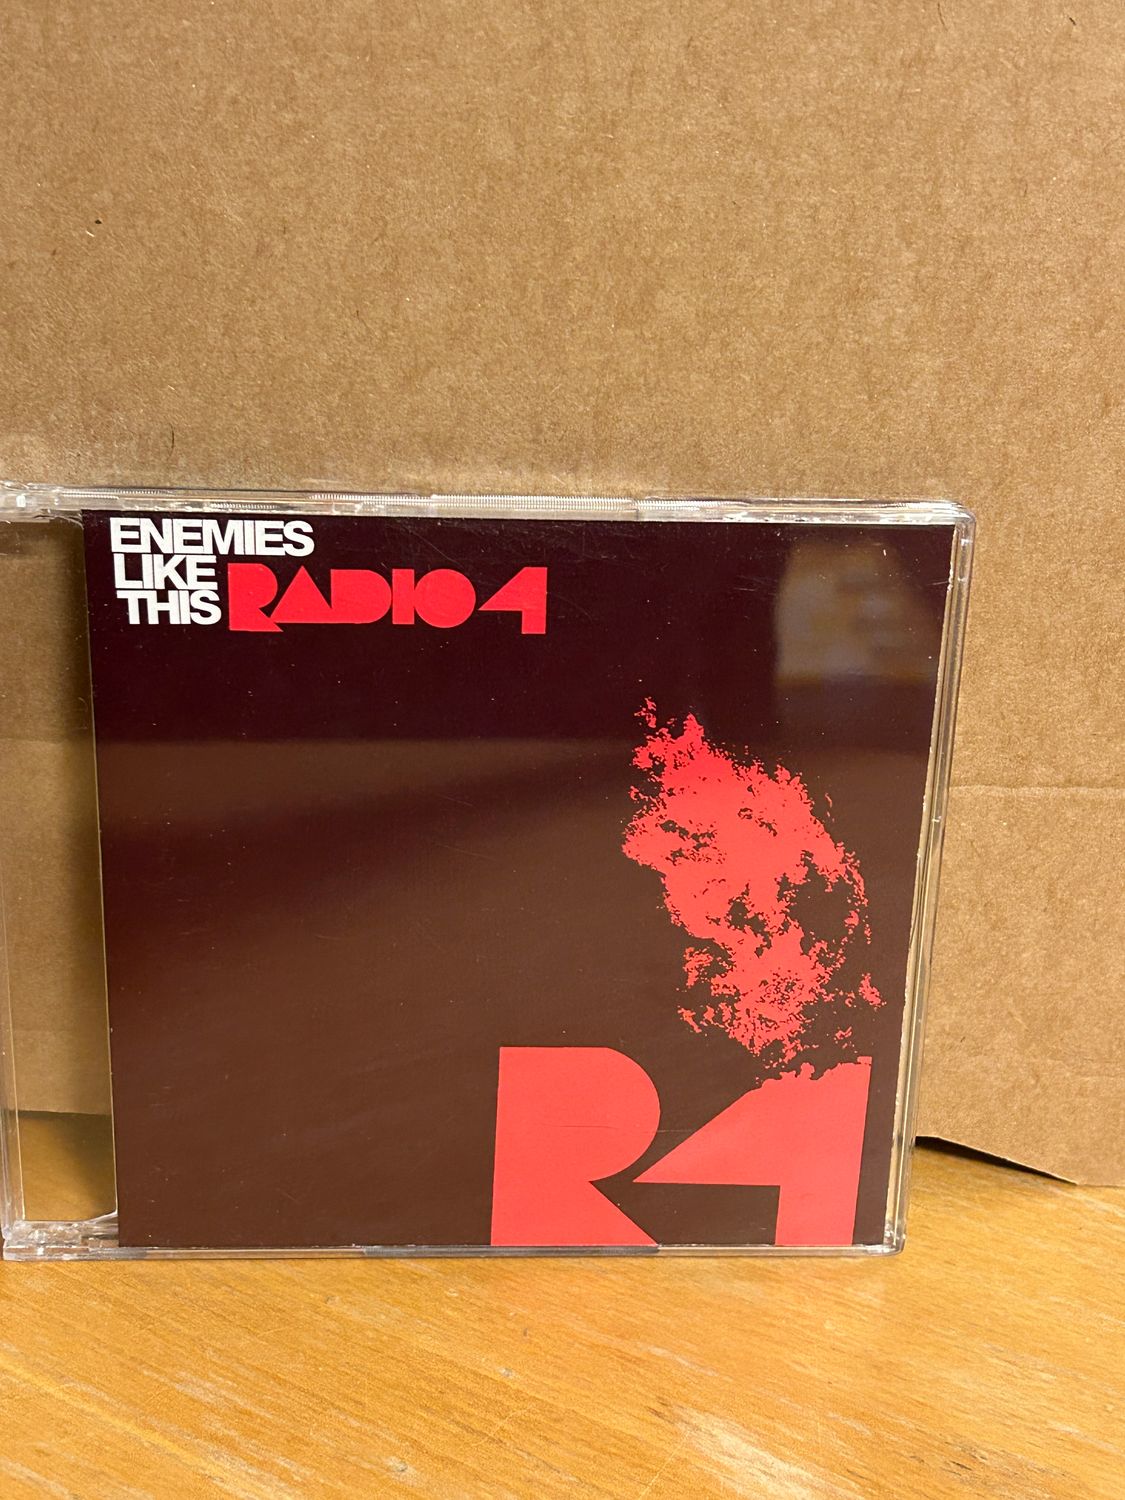 ENEMIES
LIKE
THIS RADIO 4
R4